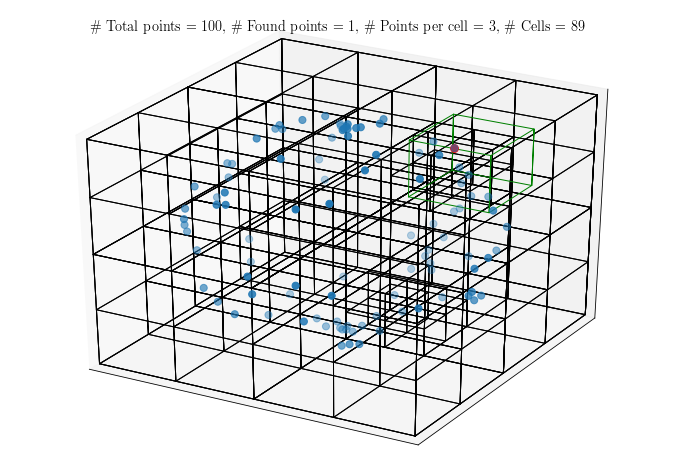 # Total points = 100, # Found points = 1, # Points per cell = 3, # Cells = 89